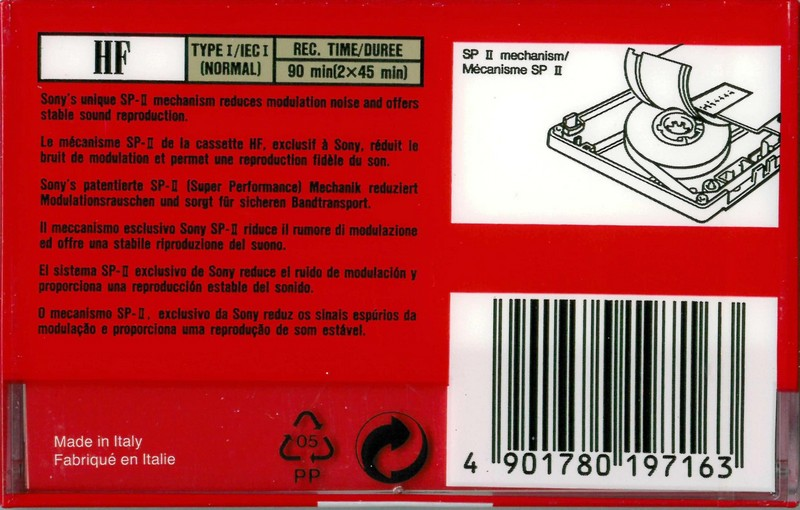 HF
TYPE I/IEC I
(NORMAL)
REC. TIME/DUREE
90 min(2×45 min)
Sony's unique SP-II mechanism reduces modulation noise and offers
stable sound reproduction.
Le mécanisme SP-II de la cassette HF, exclusif à Sony, réduit le
bruit de modulation et permet une reproduction fidèle du son.
Sony's patentierte SP-II (Super Performance) Mechanik reduziert
Modulationsrauschen und sorgt für sicheren Bandtransport.
Il meccanismo esclusivo Sony SP-II riduce il rumore di modulazione
ed offre una stabile riproduzione del suono.
El sistema SP-II exclusivo de Sony reduce el ruido de modulación y
proporciona una reproducción estable del sonido.
O mecanismo SP-II, exclusivo da Sony reduz os sinais espúrios da
modulação e proporciona uma reprodução de som estável.
SP II mechanism/
Mécanisme SP II
Made in Italy
Fabriqué en Italie
05
PP
4 901780 197163